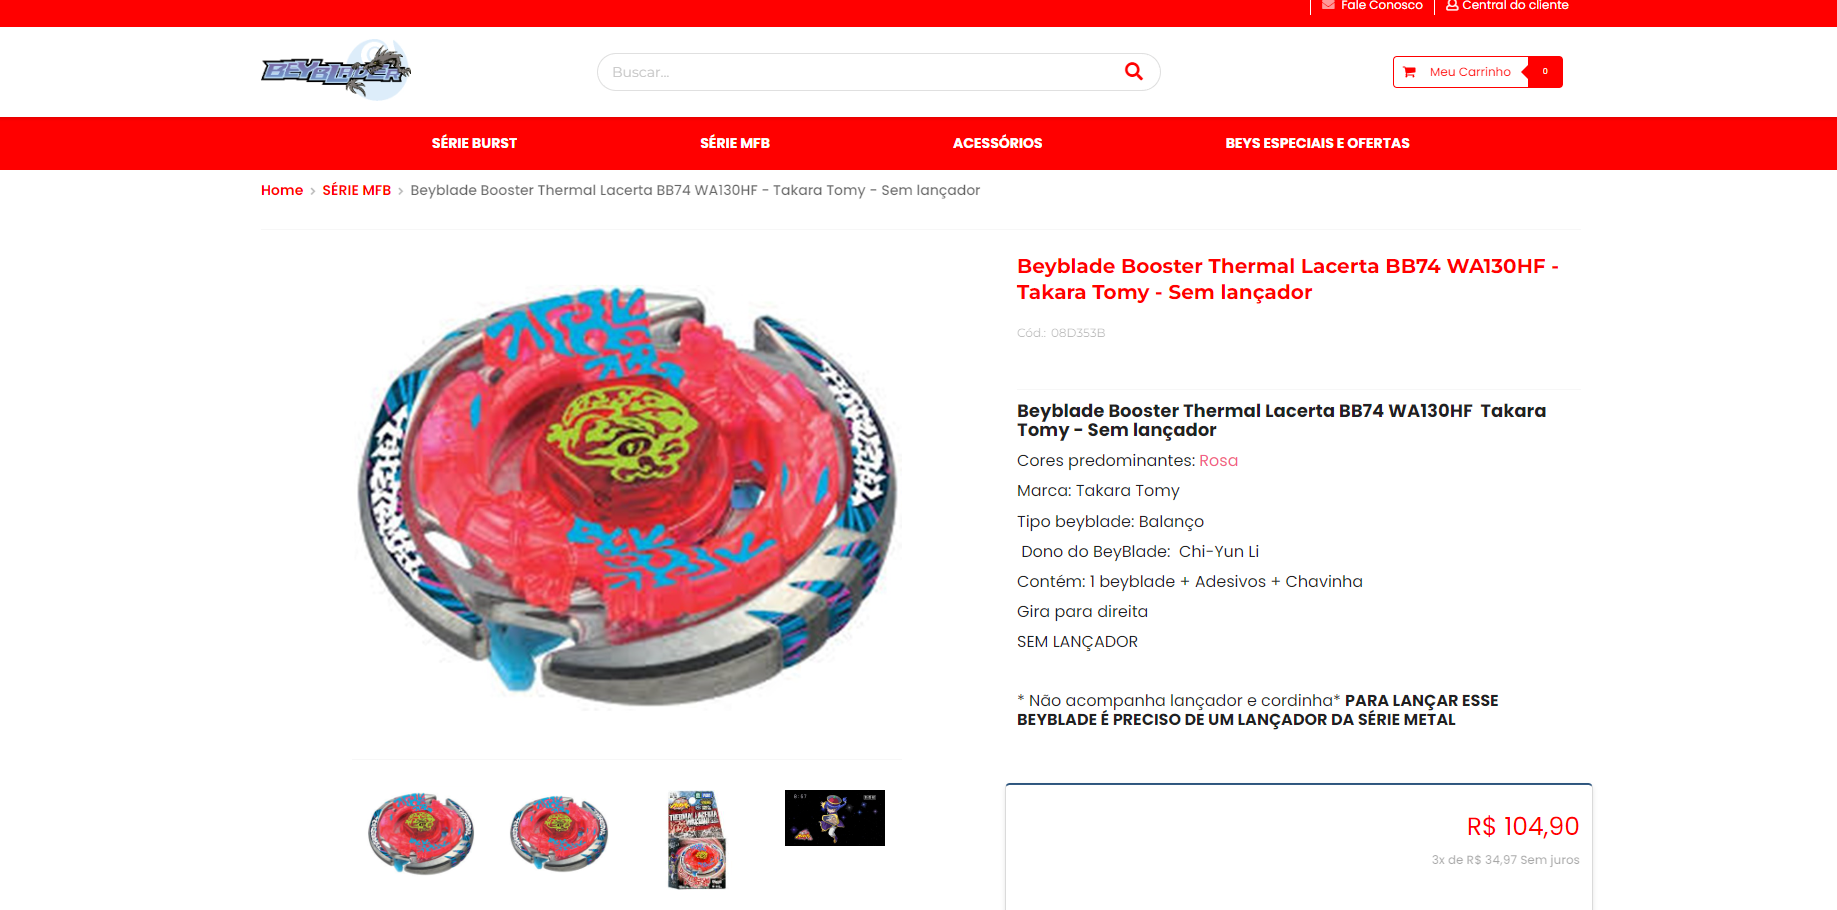 Fale Conosco
Central do cliente
BEYBLADER
Buscar...
Meu Carrinho
0
SÉRIE BURST
SÉRIE MFB
ACESSÓRIOS
BEYS ESPECIAIS E OFERTAS
Home > SÉRIE MFB > Beyblade Booster Thermal Lacerta BB74 WA130HF - Takara Tomy - Sem lançador
Beyblade Booster Thermal Lacerta BB74 WA130HF -
Takara Tomy - Sem lançador
Cód.: 08D353B
Beyblade Booster Thermal Lacerta BB74 WA130HF  Takara
Tomy - Sem lançador
Cores predominantes: Rosa
Marca: Takara Tomy
Tipo beyblade: Balanço
Dono do BeyBlade:  Chi-Yun Li
Contém: 1 beyblade + Adesivos + Chavinha
Gira para direita
SEM LANÇADOR
* Não acompanha lançador e cordinha* PARA LANÇAR ESSE
BEYBLADE É PRECISO DE UM LANÇADOR DA SÉRIE METAL
THERMAL LACERTA
R$ 104,90
3x de R$ 34,97 Sem juros